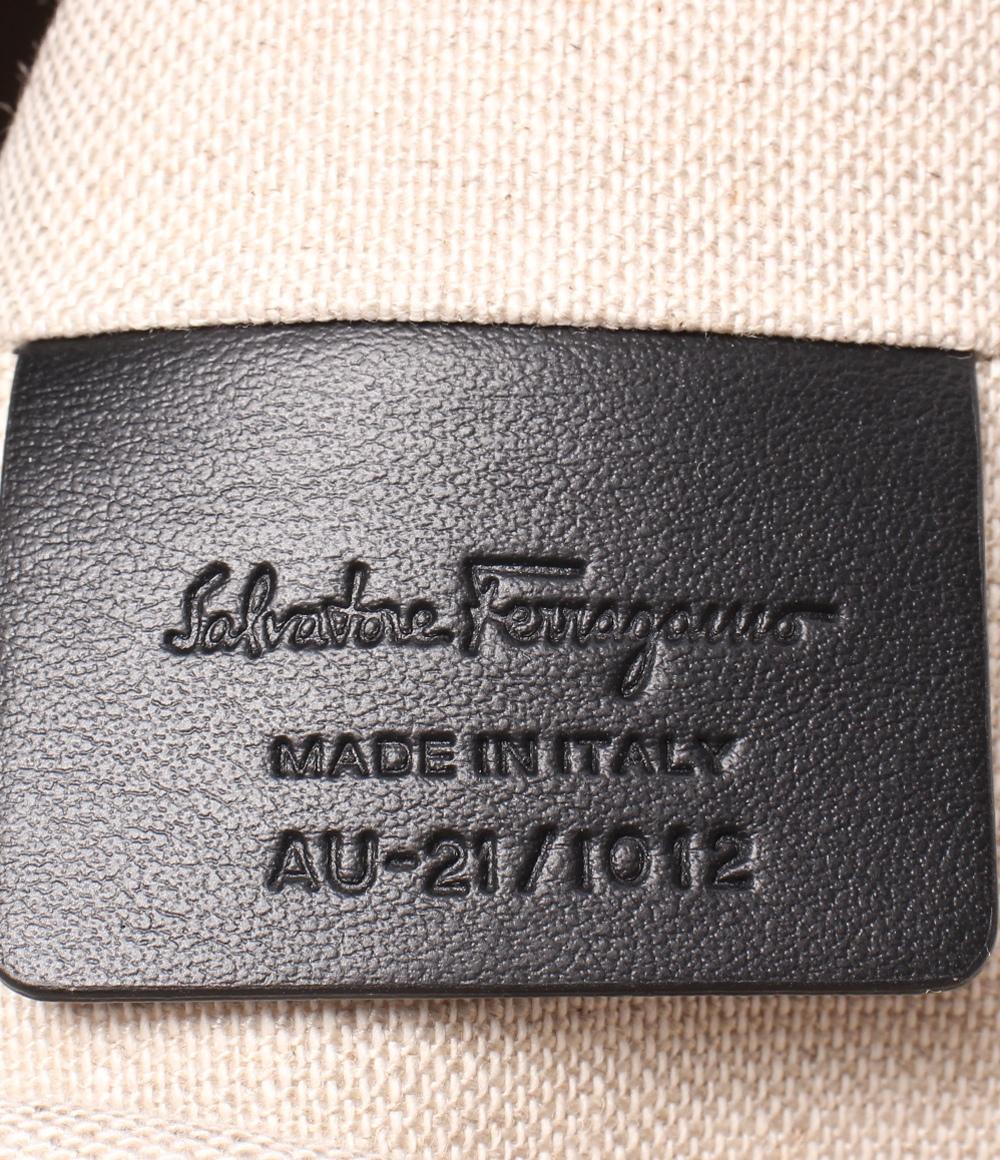 Salvatore Ferragamo
MADE IN ITALY
AU-21/1012